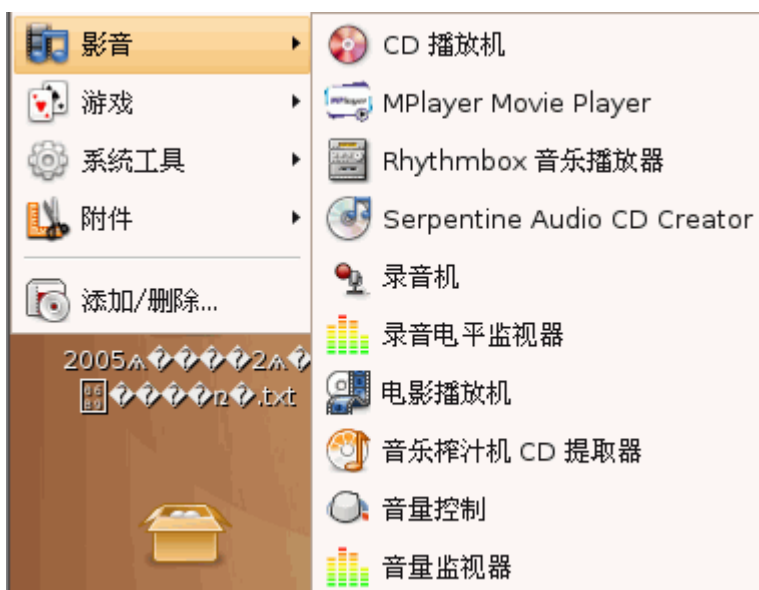 影音
游戏
系统工具
附件
添加/删除...
CD 播放机
MPlayer Movie Player
Rhythmbox 音乐播放器
Serpentine Audio CD Creator
录音机
录音电平监视器
电影播放机
音乐榨汁机 CD 提取器
音量控制
音量监视器
2005
.txt